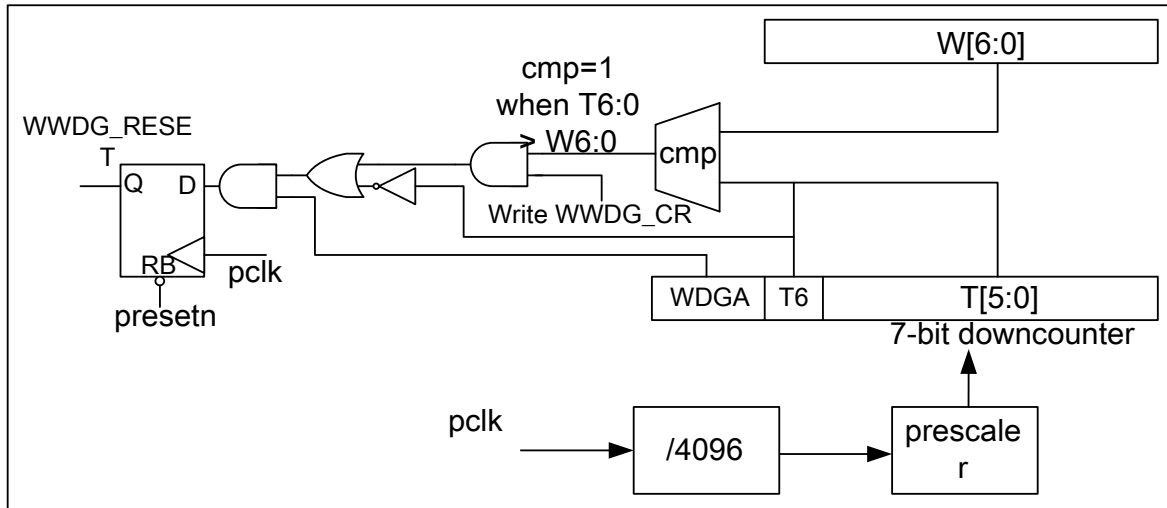 W[6:0]
cmp=1
when T6:0
> W6:0
cmp
WWDG_RESE
T
Q
D
Write WWDG_CR
RB
pclk
presetn
WDGA
T6
T[5:0]
7-bit downcounter
pclk
/4096
prescale
r